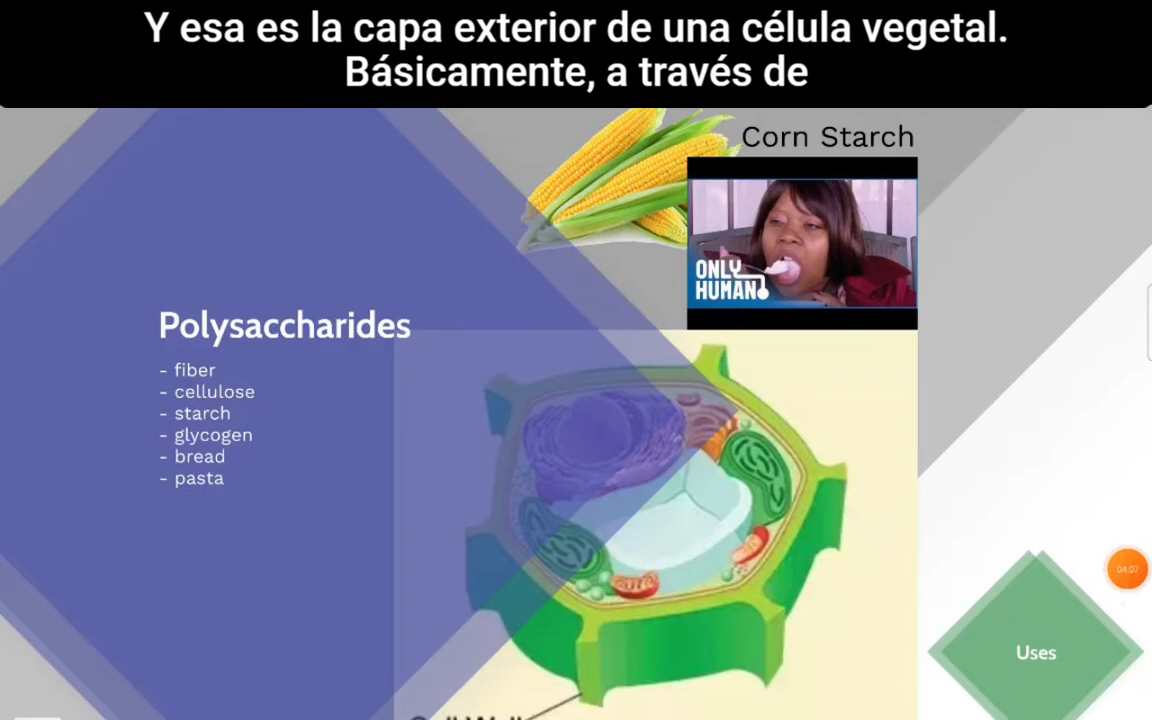 Y esa es la capa exterior de una célula vegetal.
Básicamente, a través de
Corn Starch
ONLY
HUMAN
Polysaccharides
- fiber
- cellulose
- starch
- glycogen
- bread
- pasta
04:07
Uses